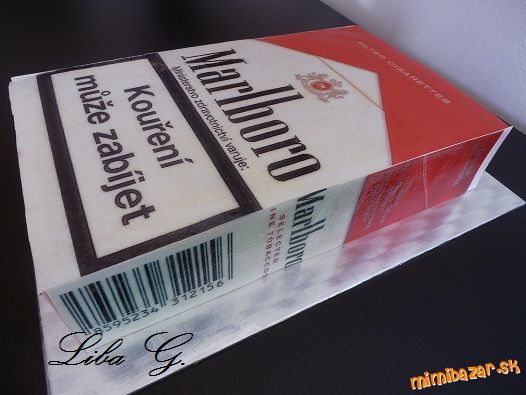 FILTER CIGARETTES
Marlboro
Ministerstvo zdravotnictví varuje:
Kouření
může zabíjet
Marlboro
SELECTED
FINE TOBACCOS
8595234 312156
Liba G.
mimibazar.sk